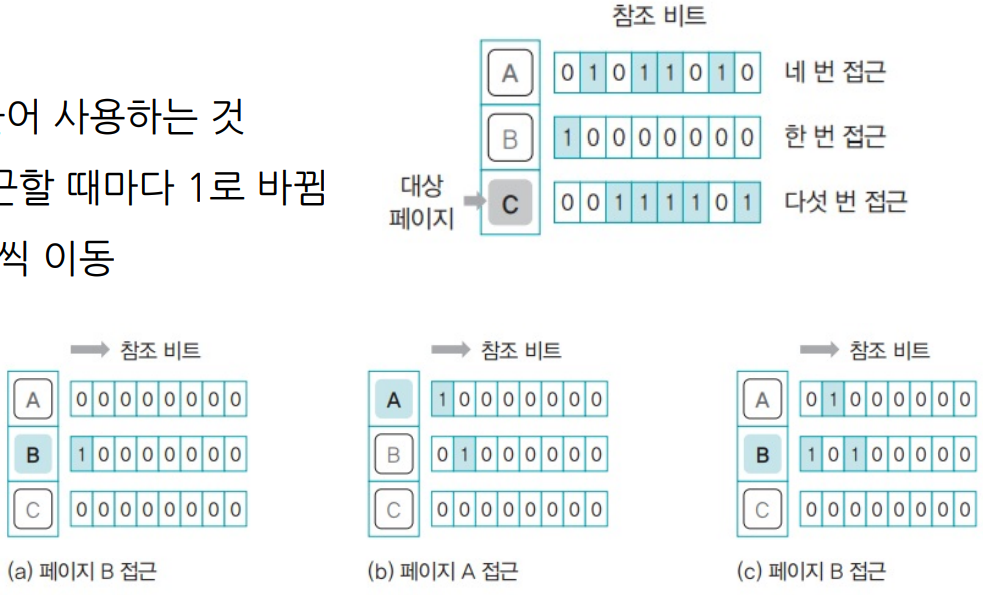 참조 비트
A 0 1 0 1 1 0 1 0 네 번 접근
B 1 0 0 0 0 0 0 0 한 번 접근
대상
페이지
C 0 0 1 1 1 1 0 1 다섯 번 접근
사용하는 것
때마다 1로 바뀜
씩 이동
참조 비트
A 0 0 0 0 0 0 0 0
B 1 0 0 0 0 0 0 0
C 0 0 0 0 0 0 0 0
(a) 페이지 B 접근
참조 비트
A 1 0 0 0 0 0 0 0
B 0 1 0 0 0 0 0 0
C 0 0 0 0 0 0 0 0
(b) 페이지 A 접근
참조 비트
A 0 1 0 0 0 0 0 0
B 1 0 1 0 0 0 0 0
C 0 0 0 0 0 0 0 0
(c) 페이지 B 접근